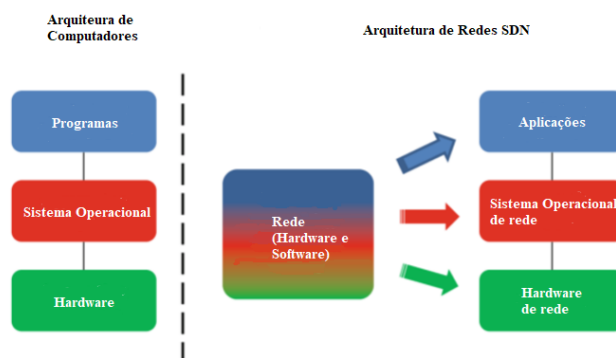 Arquiteura de
Computadores
Arquitetura de Redes SDN
Programas
Sistema Operacional
Hardware
Rede
(Hardware e
Software)
Aplicações
Sistema Operacional
de rede
Hardware
de rede